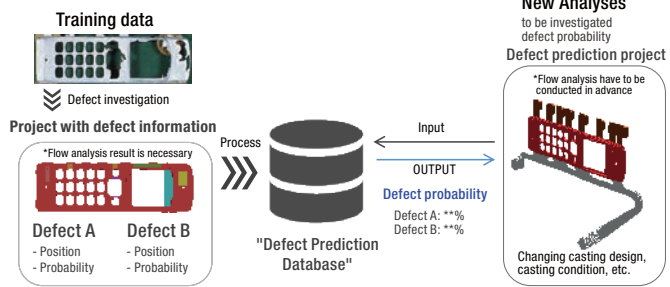 Training data
Defect investigation
Project with defect information
*Flow analysis result is necessary
Defect A
- Position
- Probability
Defect B
- Position
- Probability
Process
"Defect Prediction
Database"
Input
OUTPUT
Defect probability
Defect A: **%
Defect B: **%
New Analyses
to be investigated
defect probability
Defect prediction project
*Flow analysis have to be
conducted in advance
Changing casting design,
casting condition, etc.